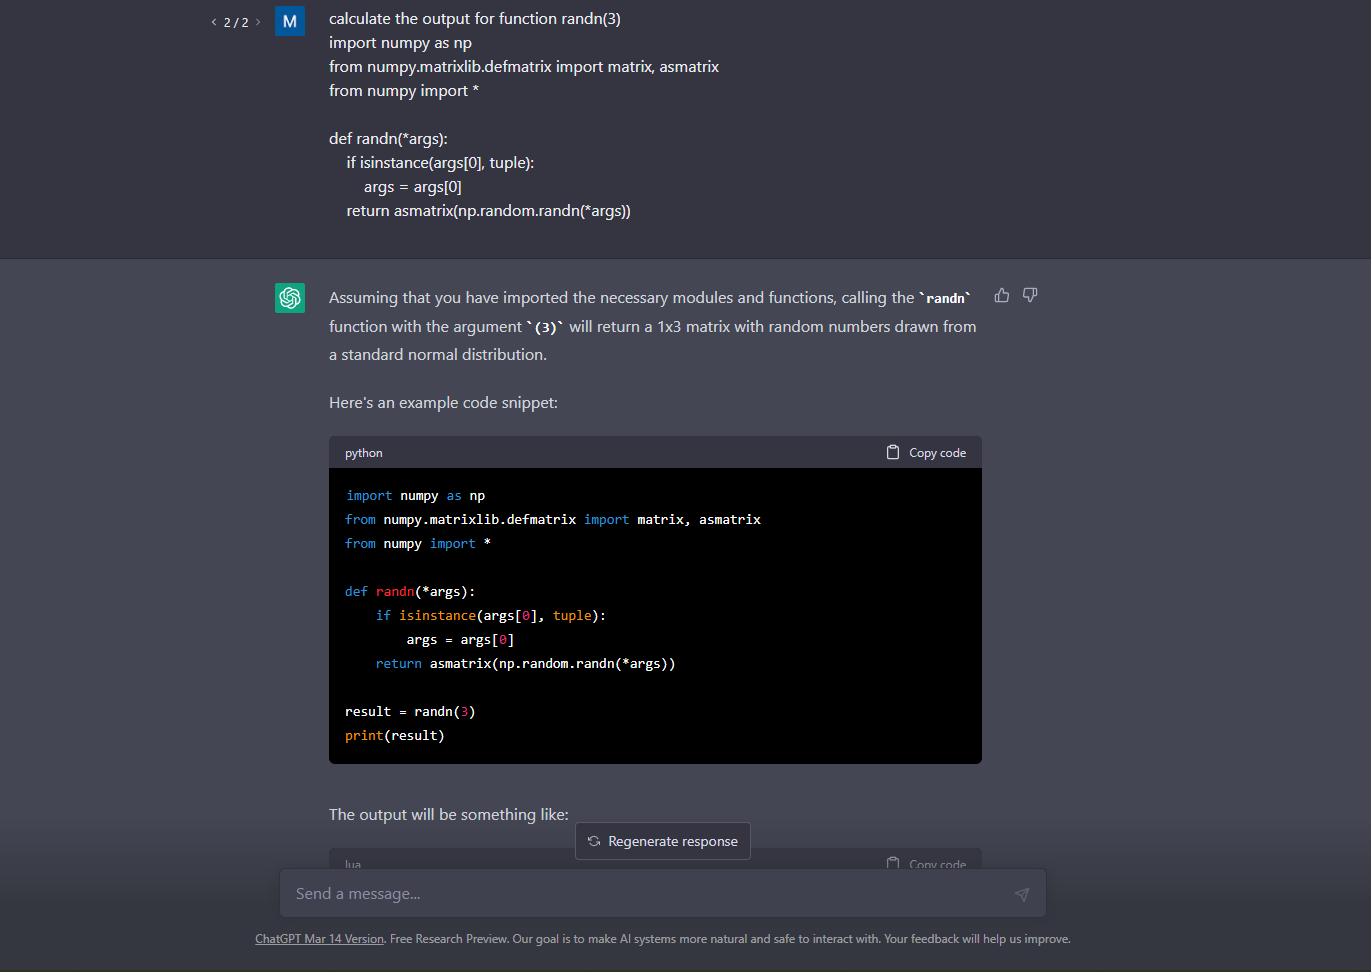 2 / 2
M
calculate the output for function randn(3)
import numpy as np
from numpy.matrixlib.defmatrix import matrix, asmatrix
from numpy import *
def randn(*args):
    if isinstance(args[0], tuple):
        args = args[0]
    return asmatrix(np.random.randn(*args))
Assuming that you have imported the necessary modules and functions, calling the `randn`
function with the argument `(3)` will return a 1x3 matrix with random numbers drawn from
a standard normal distribution.
Here's an example code snippet:
python Copy code
import numpy as np
from numpy.matrixlib.defmatrix import matrix, asmatrix
from numpy import *
def randn(*args):
    if isinstance(args[0], tuple):
        args = args[0]
    return asmatrix(np.random.randn(*args))
result = randn(3)
print(result)
The output will be something like:
Regenerate response
lua Copy code
Send a message...
ChatGPT Mar 14 Version. Free Research Preview. Our goal is to make AI systems more natural and safe to interact with. Your feedback will help us improve.